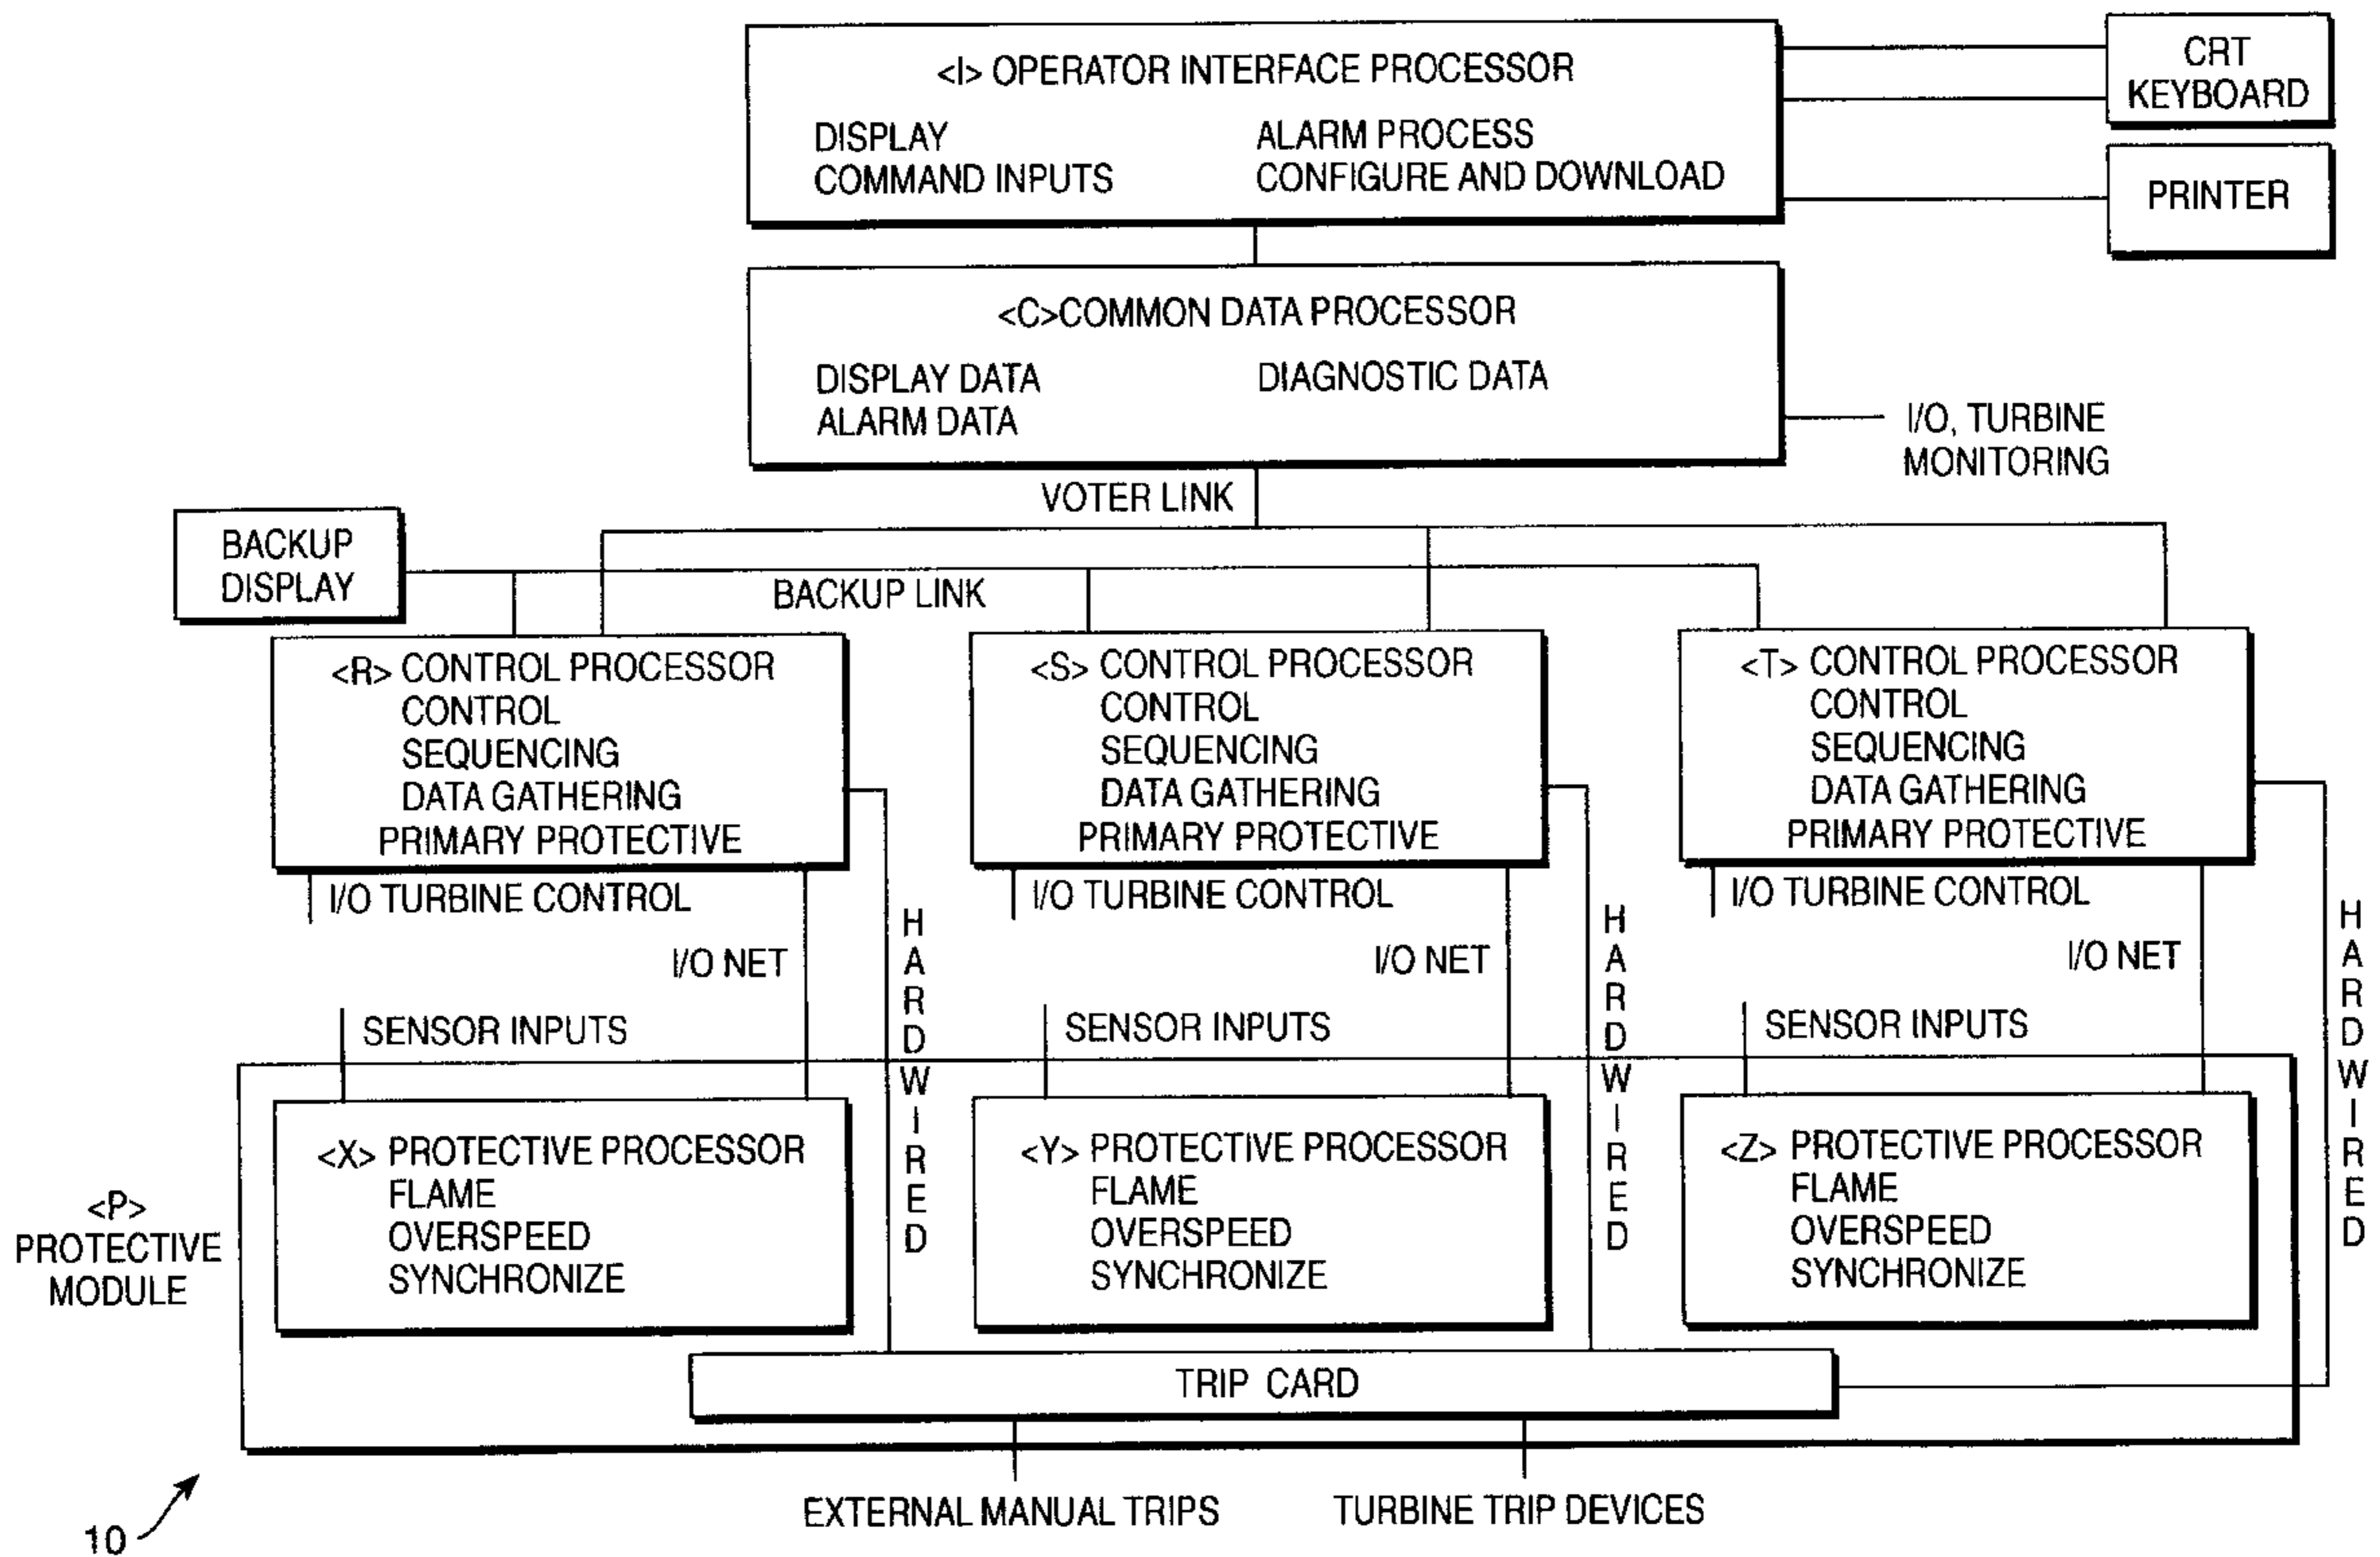 <I> OPERATOR INTERFACE PROCESSOR
DISPLAY
COMMAND INPUTS
ALARM PROCESS
CONFIGURE AND DOWNLOAD
CRT
KEYBOARD
PRINTER
<C>COMMON DATA PROCESSOR
DISPLAY DATA
ALARM DATA
DIAGNOSTIC DATA
I/O, TURBINE
MONITORING
VOTER LINK
BACKUP
DISPLAY
BACKUP LINK
<R> CONTROL PROCESSOR
CONTROL
SEQUENCING
DATA GATHERING
PRIMARY PROTECTIVE
<S> CONTROL PROCESSOR
CONTROL
SEQUENCING
DATA GATHERING
PRIMARY PROTECTIVE
<T> CONTROL PROCESSOR
CONTROL
SEQUENCING
DATA GATHERING
PRIMARY PROTECTIVE
I/O TURBINE CONTROL
I/O NET
HARDWIRED
SENSOR INPUTS
I/O TURBINE CONTROL
I/O NET
HARDWIRED
SENSOR INPUTS
I/O TURBINE CONTROL
I/O NET
HARDWIRED
SENSOR INPUTS
<P>
PROTECTIVE
MODULE
<X> PROTECTIVE PROCESSOR
FLAME
OVERSPEED
SYNCHRONIZE
<Y> PROTECTIVE PROCESSOR
FLAME
OVERSPEED
SYNCHRONIZE
<Z> PROTECTIVE PROCESSOR
FLAME
OVERSPEED
SYNCHRONIZE
TRIP CARD
EXTERNAL MANUAL TRIPS
TURBINE TRIP DEVICES
10